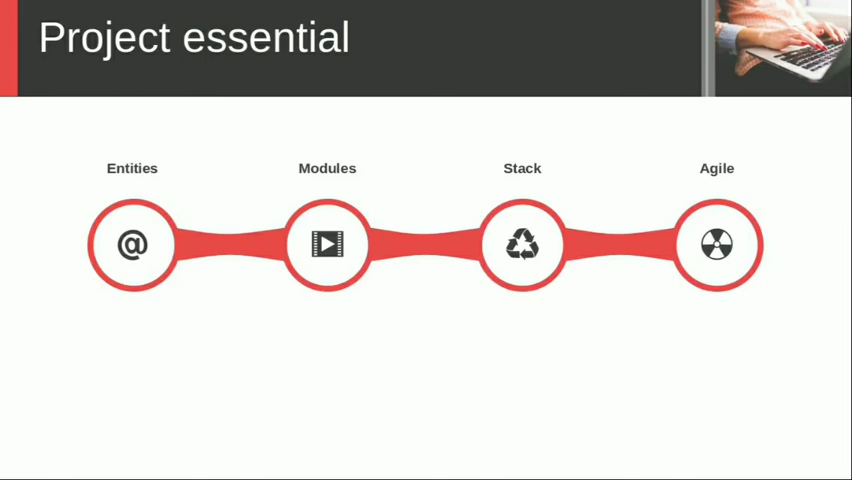 Project essential
Entities
Modules
Stack
Agile
@